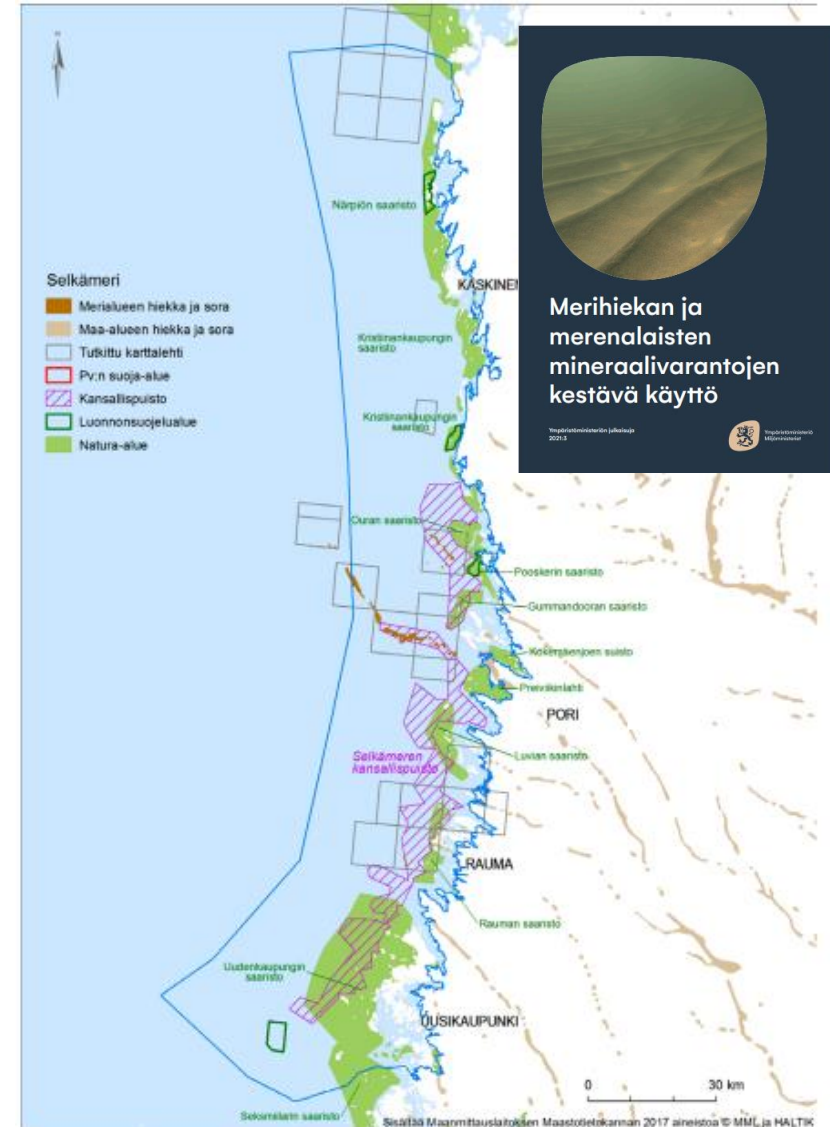 N
Närpiön saaristo
KASKINEN
Selkämeri
Merialueen hiekka ja sora
Maa-alueen hiekka ja sora
Tutkittu karttalehti
Pv:n suoja-alue
Kansallispuisto
Luonnonsuojelualue
Natura-alue
Kristiinankaupungin
saaristo
Kristiinankaupungin
saaristo
Merihiekan ja
merenalaisten
mineraalivarantojen
kestävä käyttö
Ympäristöministeriön julkaisuja
2021:3
Ympäristöministeriö
Miljöministeriet
Ouran saaristo
Pooskerin saaristo
Gummandooran saaristo
Kokemäenjoen suisto
Preiviikinlahti
PORI
Luvian saaristo
Selkämeren
kansallispuisto
RAUMA
Rauman saaristo
Uudenkaupungin
saaristo
UUSIKAUPUNKI
0 30 km
Seksmiilarin saaristo
Sisältää Maanmittauslaitoksen Maastotietokannan 2017 aineistoa © MML ja HALTIK